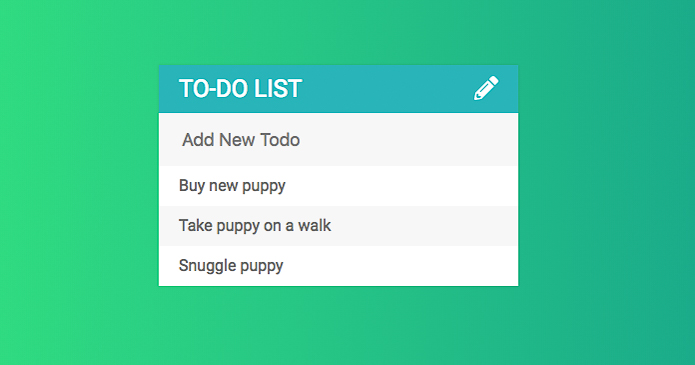 TO-DO LIST
Add New Todo
Buy new puppy
Take puppy on a walk
Snuggle puppy